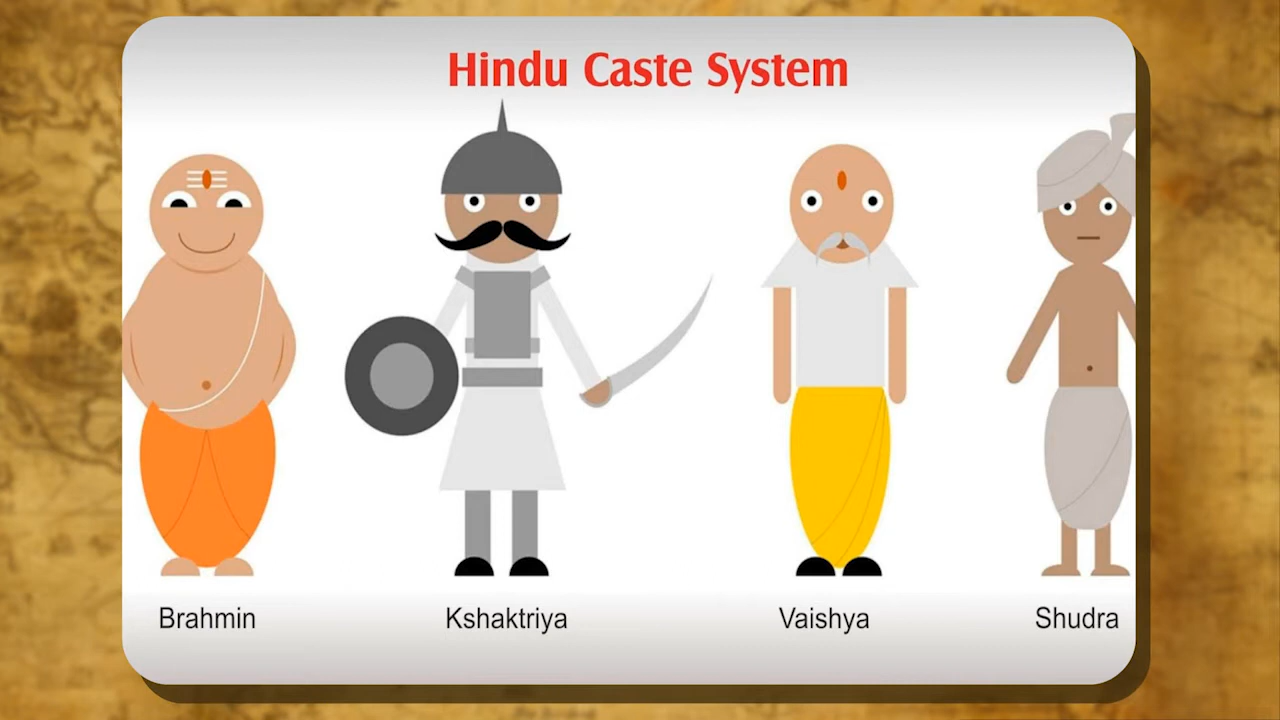 Hindu Caste System
Brahmin
Kshaktriya
Vaishya
Shudra